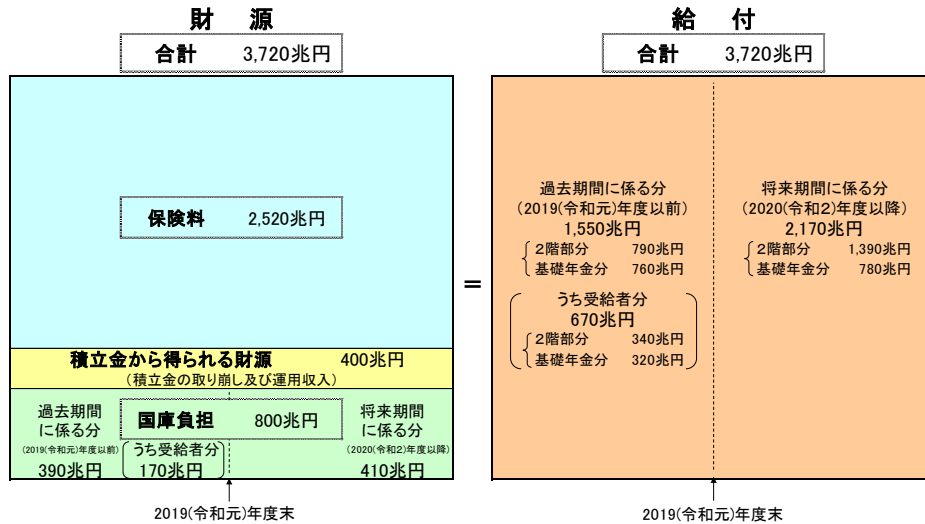 財 源
合計 3,720兆円
保険料 2,520兆円
積立金から得られる財源 400兆円
(積立金の取り崩し及び運用収入)
過去期間
に係る分
(2019(令和元)年度以前)
390兆円
国庫負担 800兆円
うち受給者分
170兆円
将来期間
に係る分
(2020(令和2)年度以降)
410兆円
2019(令和元)年度末
=
給 付
合計 3,720兆円
過去期間に係る分
(2019(令和元)年度以前)
1,550兆円
2階部分 790兆円
基礎年金分 760兆円
うち受給者分
670兆円
2階部分 340兆円
基礎年金分 320兆円
将来期間に係る分
(2020(令和2)年度以降)
2,170兆円
2階部分 1,390兆円
基礎年金分 780兆円
2019(令和元)年度末